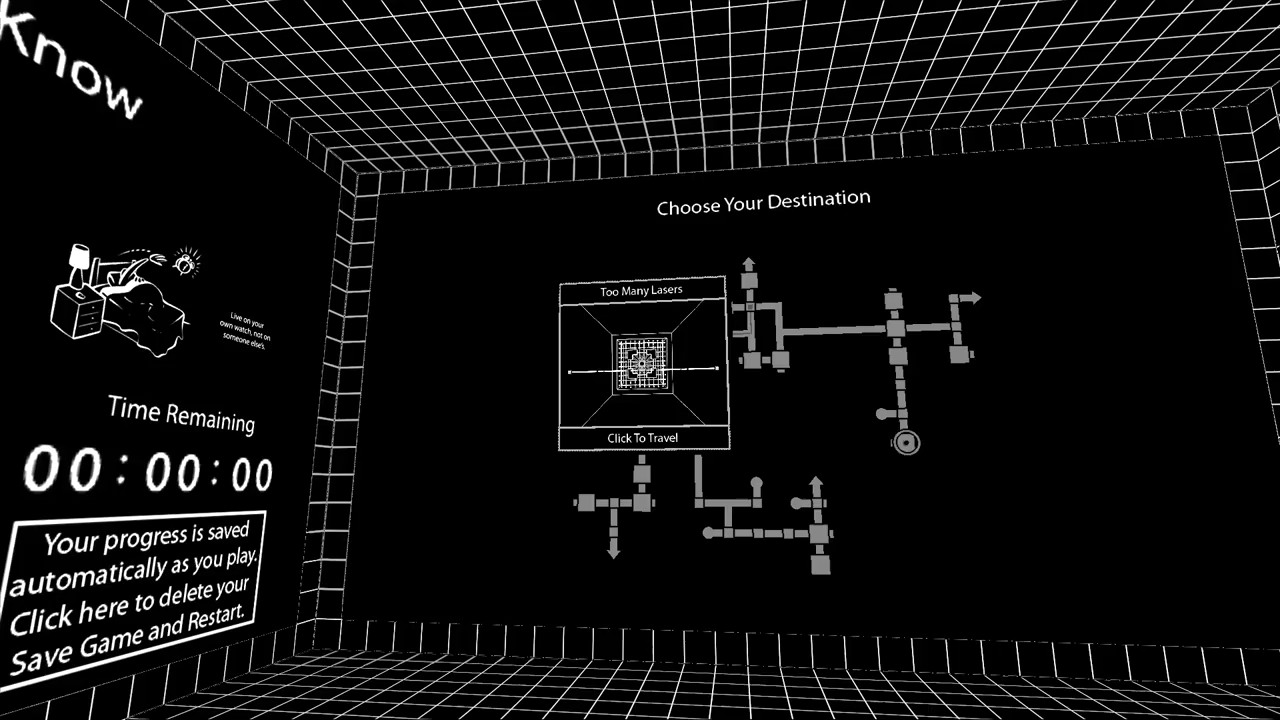 Know
Live on your
own watch, not on
someone else's.
Time Remaining
00:00:00
Your progress is saved
automatically as you play.
Click here to delete your
Save Game and Restart.
Choose Your Destination
Too Many Lasers
Click To Travel